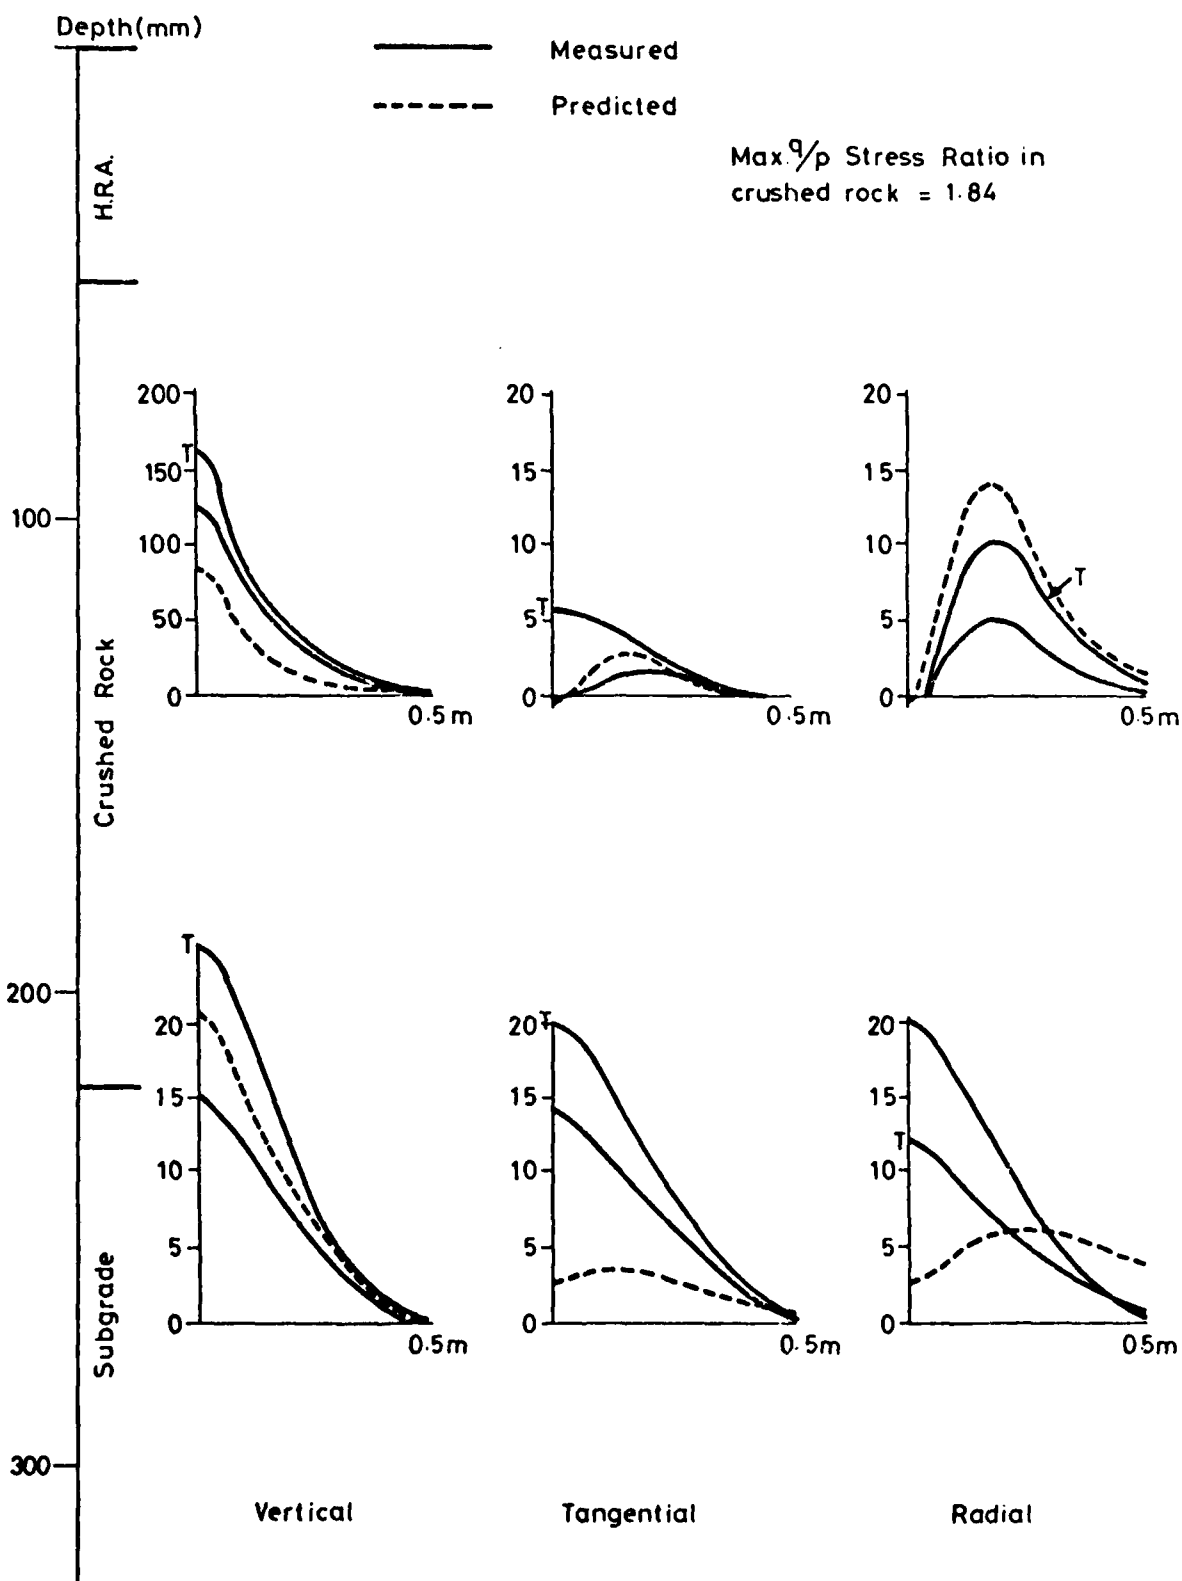 Depth(mm)
Measured
Predicted
Max. q/p Stress Ratio in
crushed rock = 1.84
H.R.A.
Crushed Rock
Subgrade
100
200
300
200
T
150
100
50
0
0.5m
20
15
10
T
5
0
0.5m
20
15
10
T
5
0
0.5m
T
20
15
10
5
0
0.5m
20 T
15
10
5
0
0.5m
20
15
T
10
5
0
0.5m
Vertical
Tangential
Radial